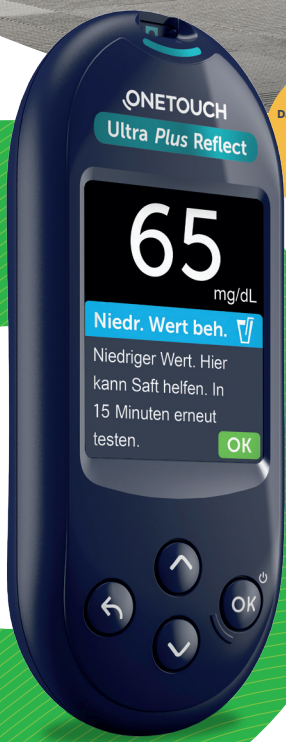 D
ONETOUCH
Ultra Plus Reflect
65
mg/dL
Niedr. Wert beh.
Niedriger Wert. Hier
kann Saft helfen. In
15 Minuten erneut
testen.
OK
OK